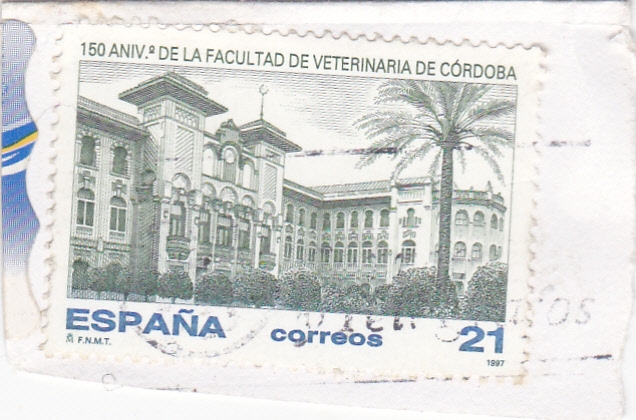 150 ANIV.º DE LA FACULTAD DE VETERINARIA DE CÓRDOBA
ESPAÑA correos 21
F.N.M.T. 1997